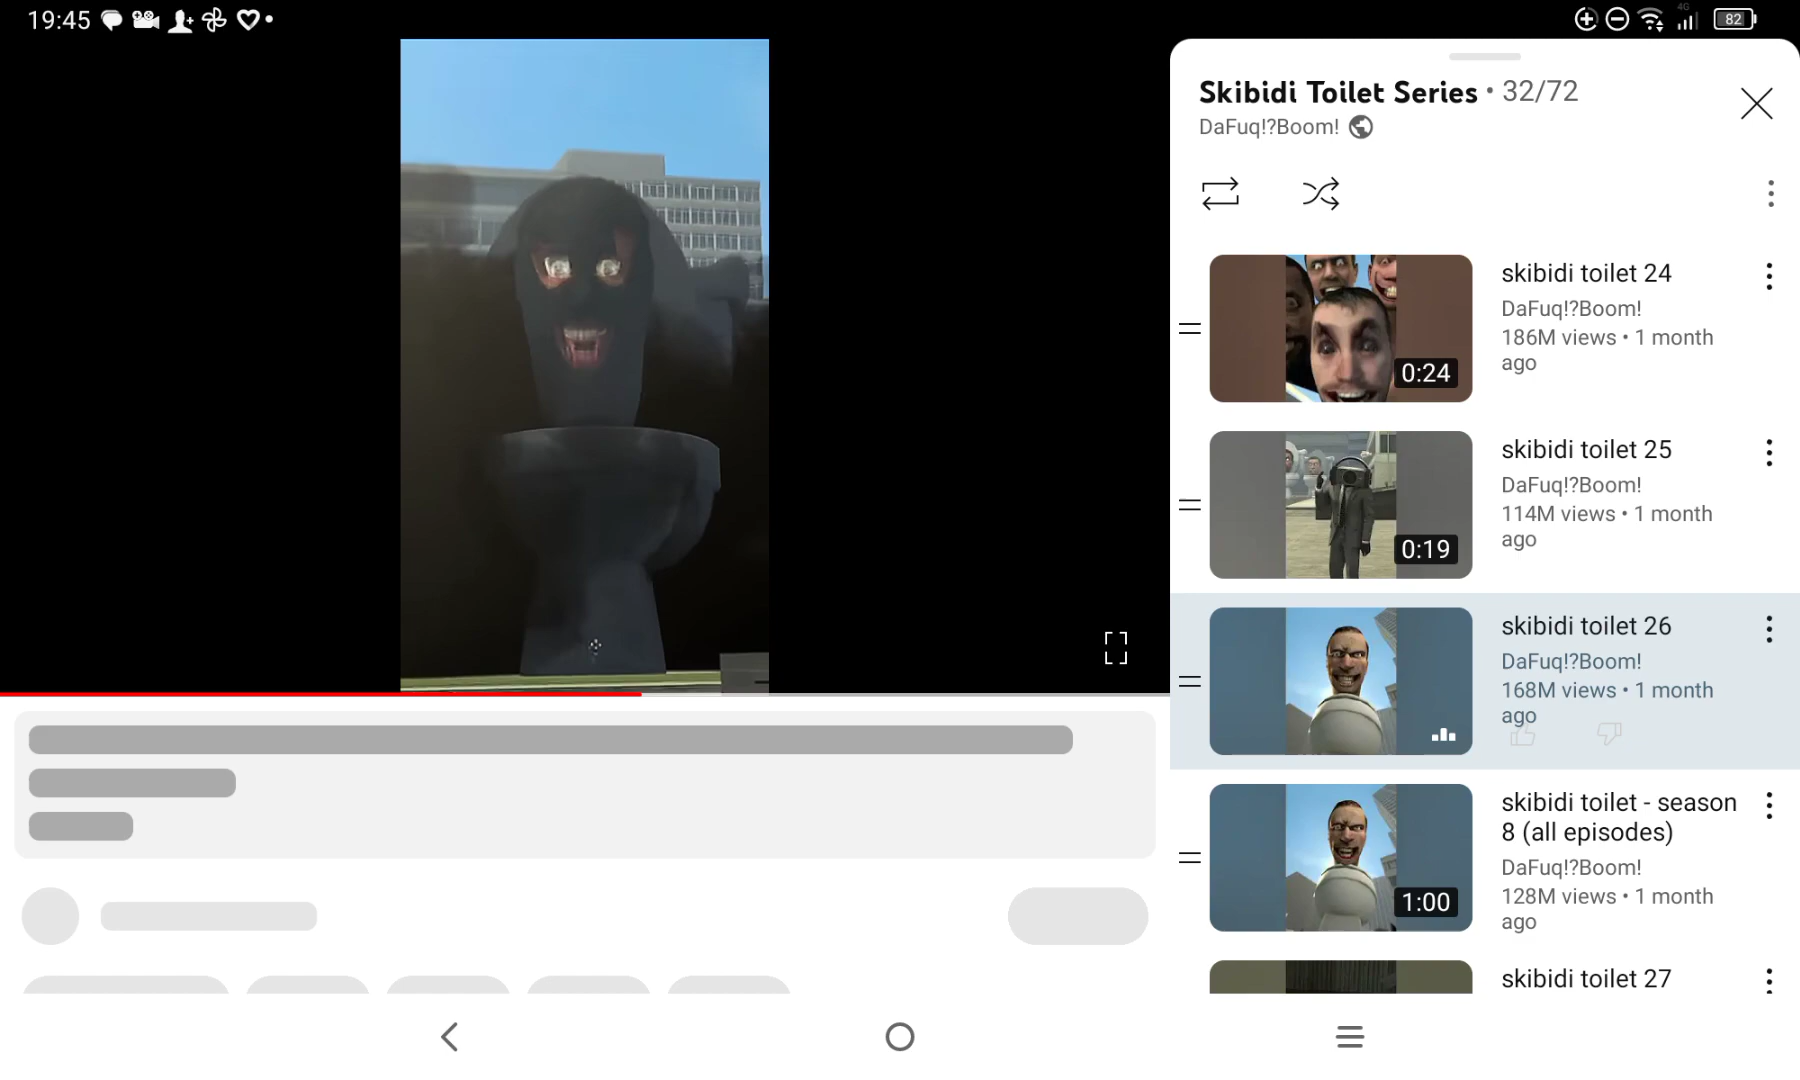 19:45
4G
82
Skibidi Toilet Series • 32/72
DaFuq!?Boom!
skibidi toilet 24
DaFuq!?Boom!
186M views • 1 month
ago
0:24
skibidi toilet 25
DaFuq!?Boom!
114M views • 1 month
ago
0:19
skibidi toilet 26
DaFuq!?Boom!
168M views • 1 month
ago
skibidi toilet - season
8 (all episodes)
DaFuq!?Boom!
128M views • 1 month
ago
1:00
skibidi toilet 27